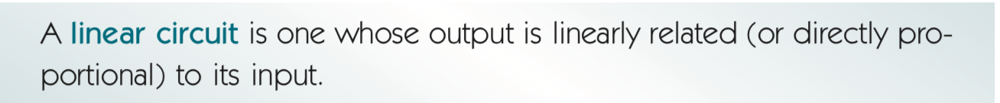 A linear circuit is one whose output is linearly related (or directly pro-
portional) to its input.